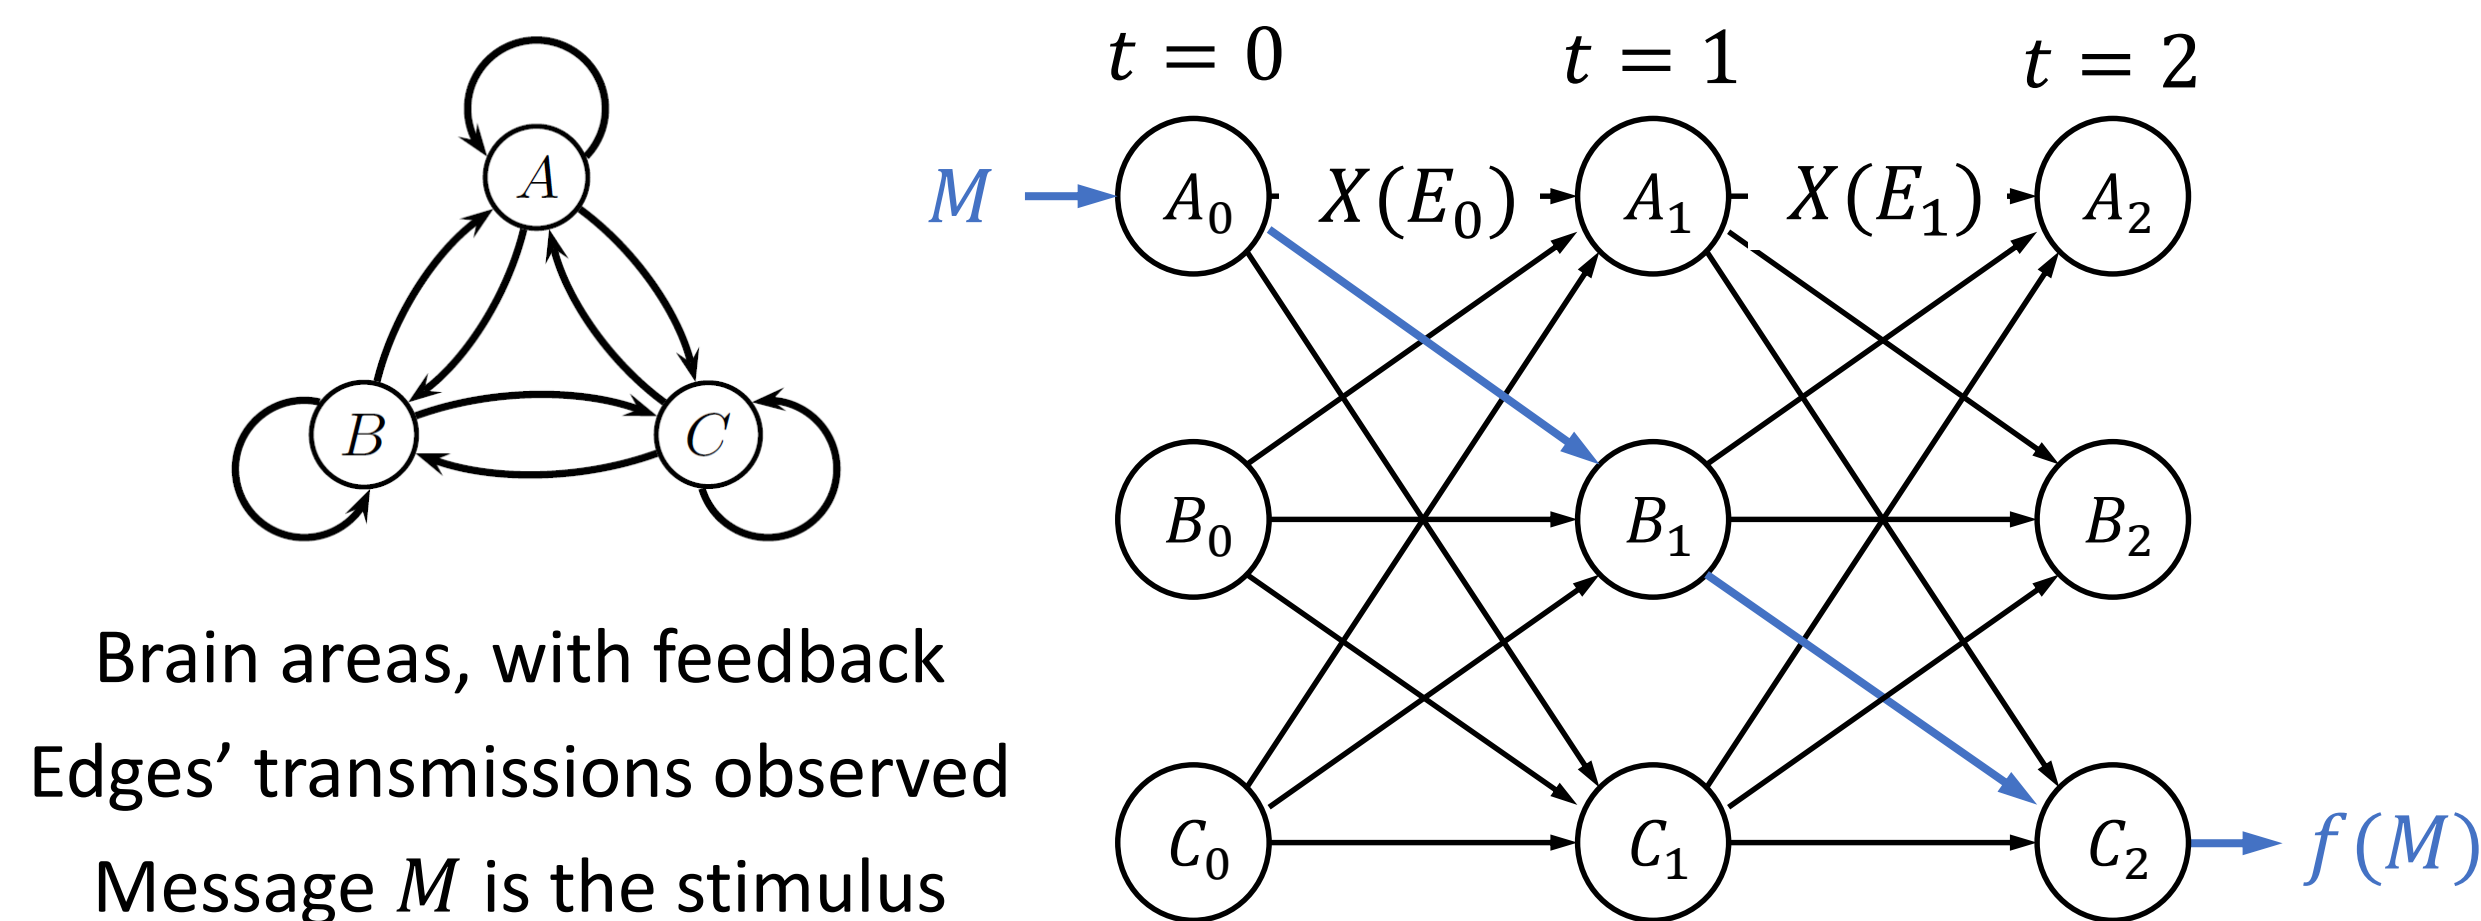 A
B
C
Brain areas, with feedback
Edges’ transmissions observed
Message M is the stimulus
t = 0
t = 1
t = 2
M
A₀
X(E₀)
A₁
X(E₁)
A₂
B₀
B₁
B₂
C₀
C₁
C₂
f(M)